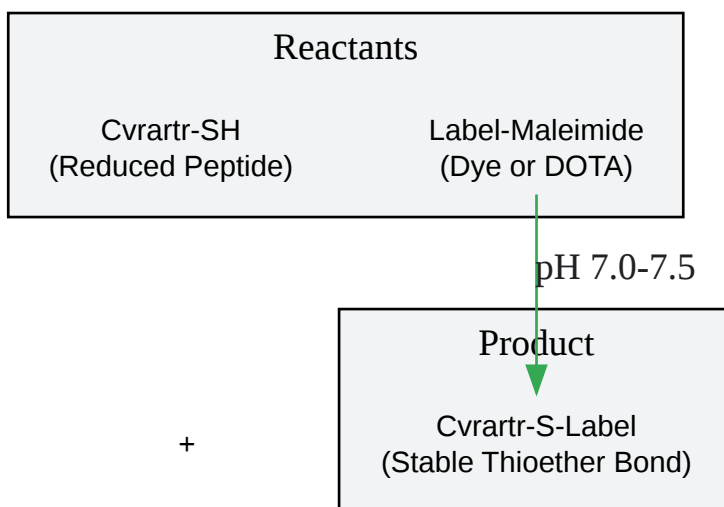 Reactants
Cvrartr-SH
(Reduced Peptide)
Label-Maleimide
(Dye or DOTA)
pH 7.0-7.5
Product
+
Cvrartr-S-Label
(Stable Thioether Bond)